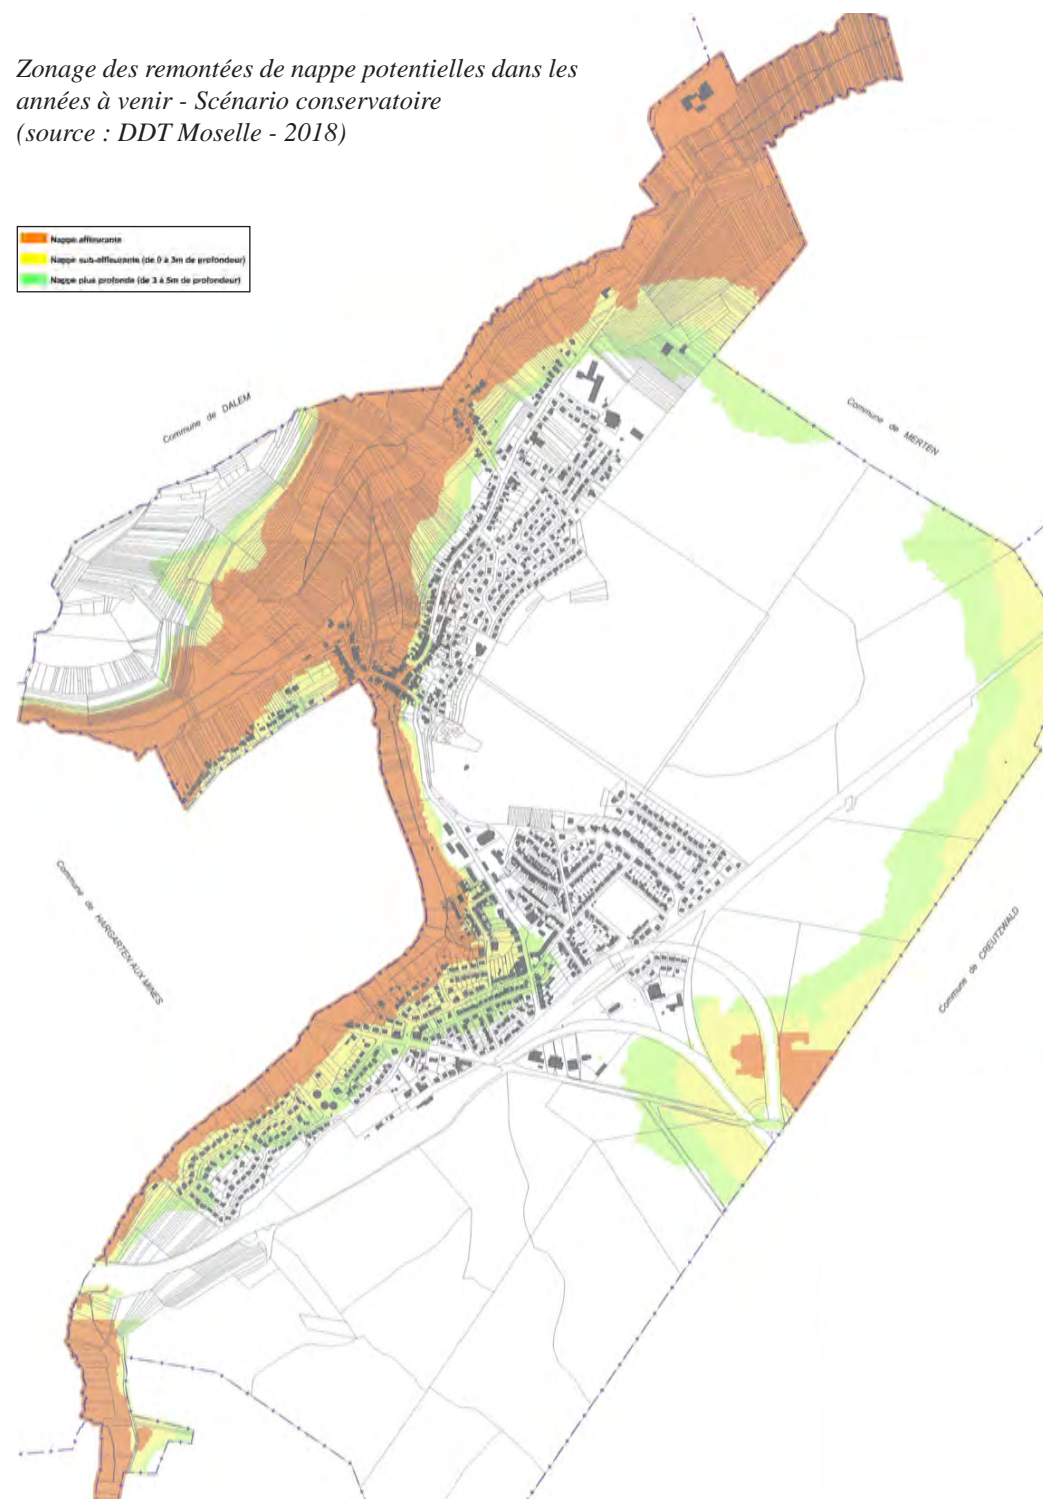 Zonage des remontées de nappe potentielles dans les
années à venir - Scénario conservatoire
(source : DDT Moselle - 2018)
Nappe affleurante
Nappe sub-affleurante (de 0 à 3m de profondeur)
Nappe plus profonde (de 3 à 5m de profondeur)
Commune de DALEM
Commune de MERTEN
Commune de HARGARTEN AUX MINES
Commune de CREUTZWALD